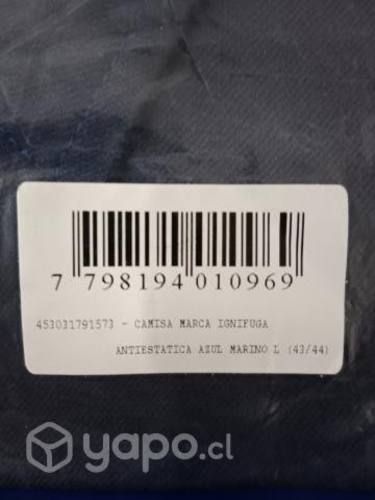 7 798194 010969
453031791573 - CAMISA MARCA IGNIFUGA
ANTIESTATICA AZUL MARINO L (43/44)
yapo.cl